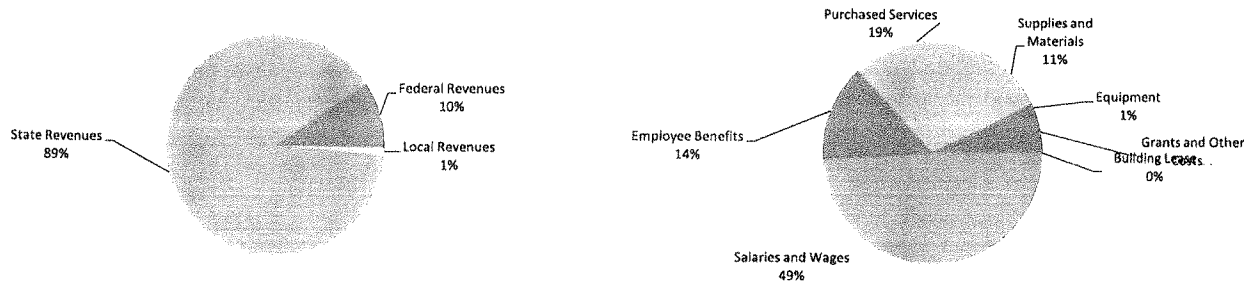 State Revenues
89%
Federal Revenues
10%
Local Revenues
1%
Purchased Services
19%
Supplies and
Materials
11%
Equipment
1%
Grants and Other
Costs
Building Lease
0%
Employee Benefits
14%
Salaries and Wages
49%